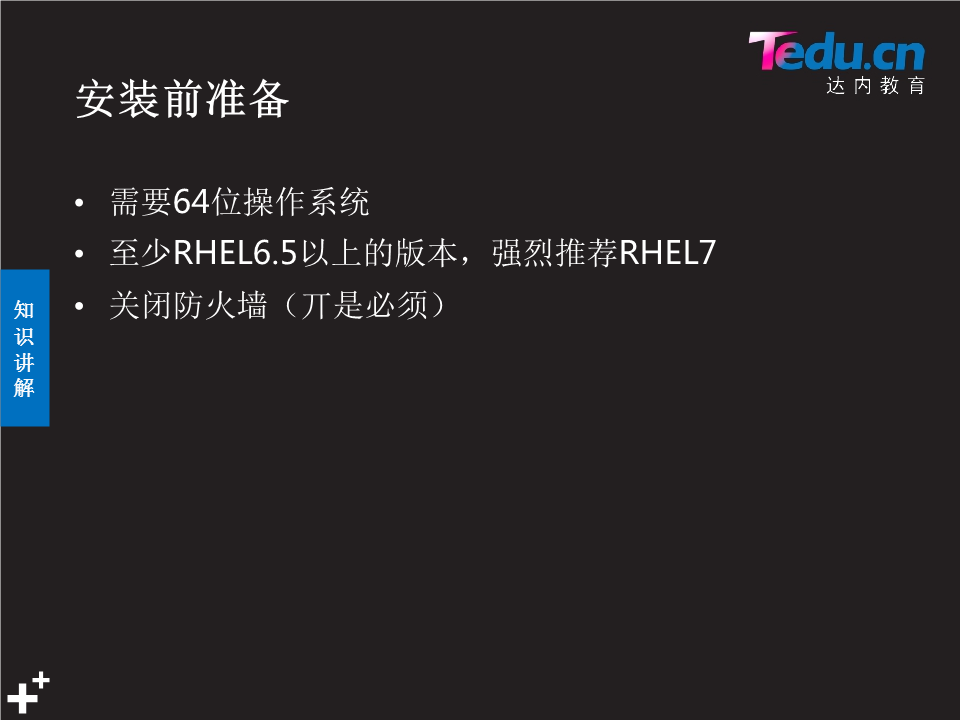 Tedu.cn
达内教育
安装前准备
• 需要64位操作系统
• 至少RHEL6.5以上的版本，强烈推荐RHEL7
• 关闭防火墙（丌是必须）
知
识
讲
解